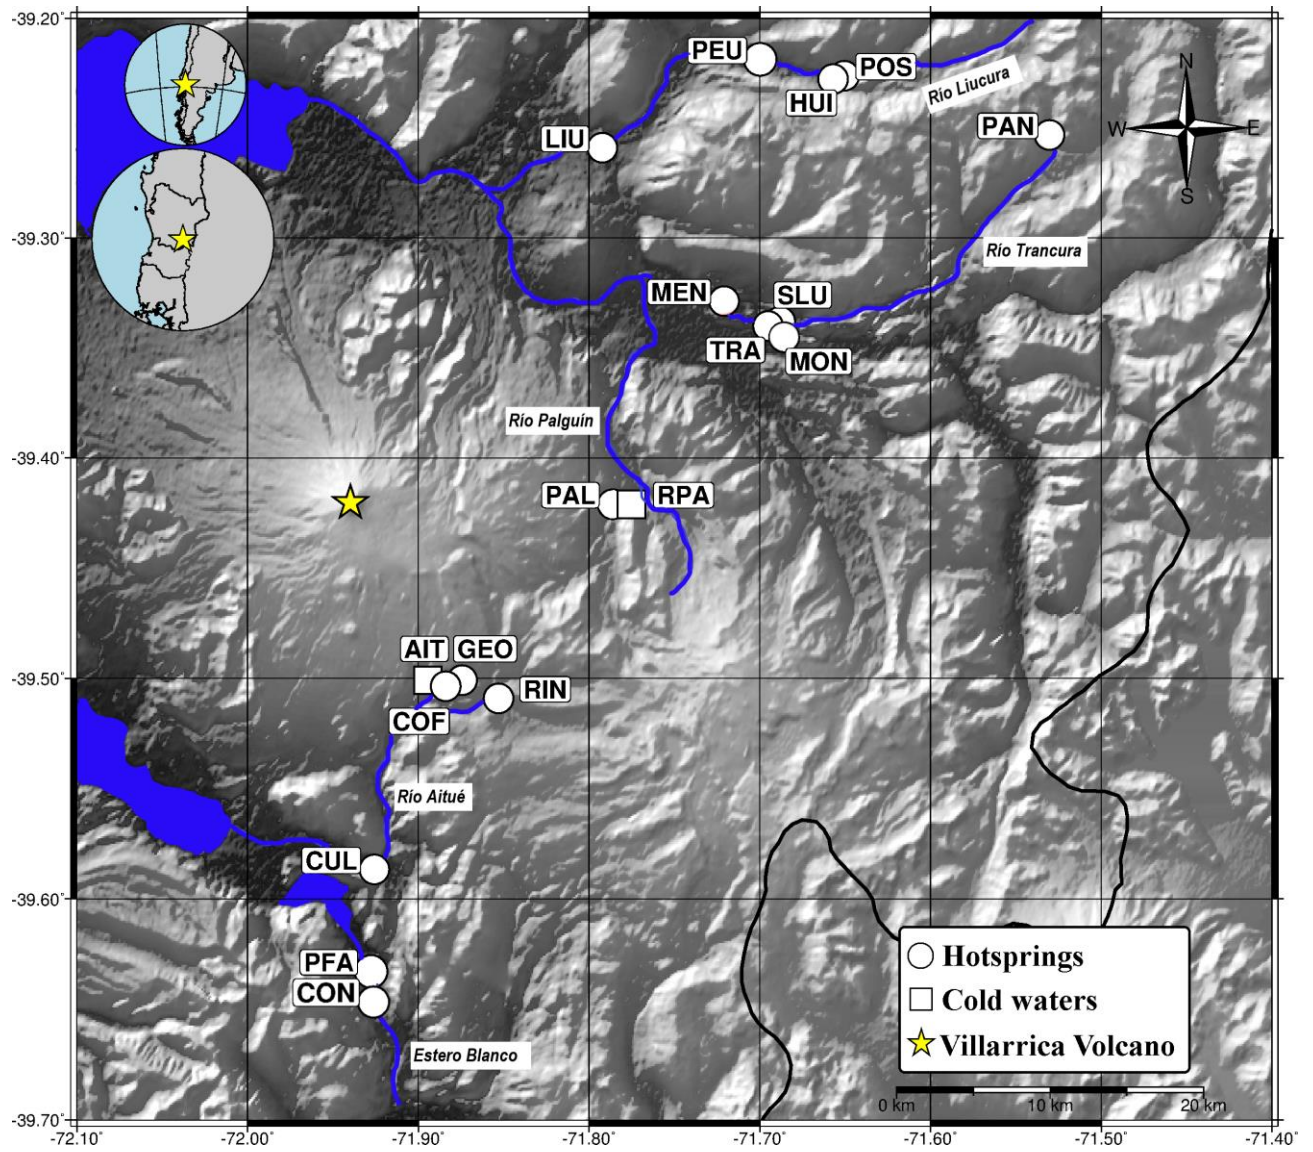 -39.20°
PEU
POS
HUI
Río Liucura
N
W
E
S
PAN
LIU
-39.30°
Río Trancura
MEN
SLU
TRA
MON
Río Palguín
-39.40°
PAL
RPA
AIT
GEO
-39.50°
RIN
COF
Río Aitué
CUL
-39.60°
PFA
CON
Estero Blanco
Hotsprings
Cold waters
Villarrica Volcano
0 km
10 km
20 km
-39.70°
-72.10°
-72.00°
-71.90°
-71.80°
-71.70°
-71.60°
-71.50°
-71.40°